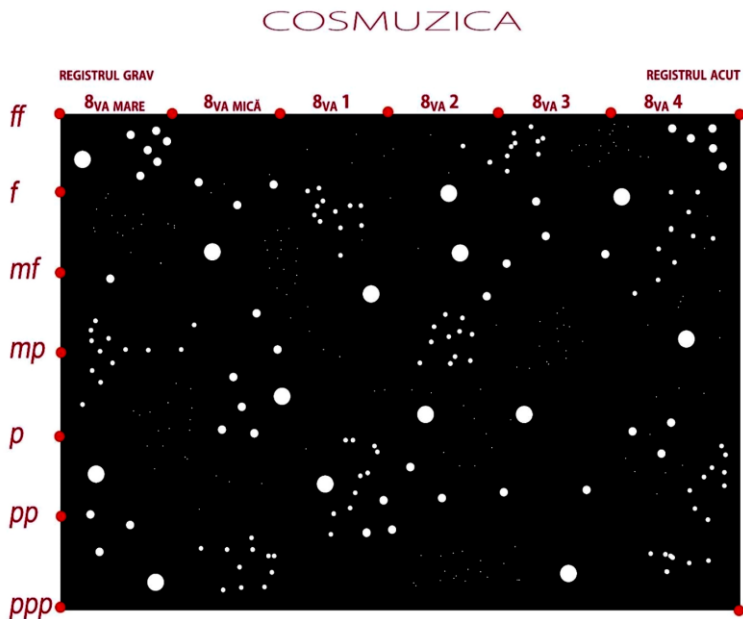 COSMUZICA
REGISTRUL GRAV REGISTRUL ACUT
8VA MARE 8VA MICĂ 8VA 1 8VA 2 8VA 3 8VA 4
ff
f
mf
mp
p
pp
ppp